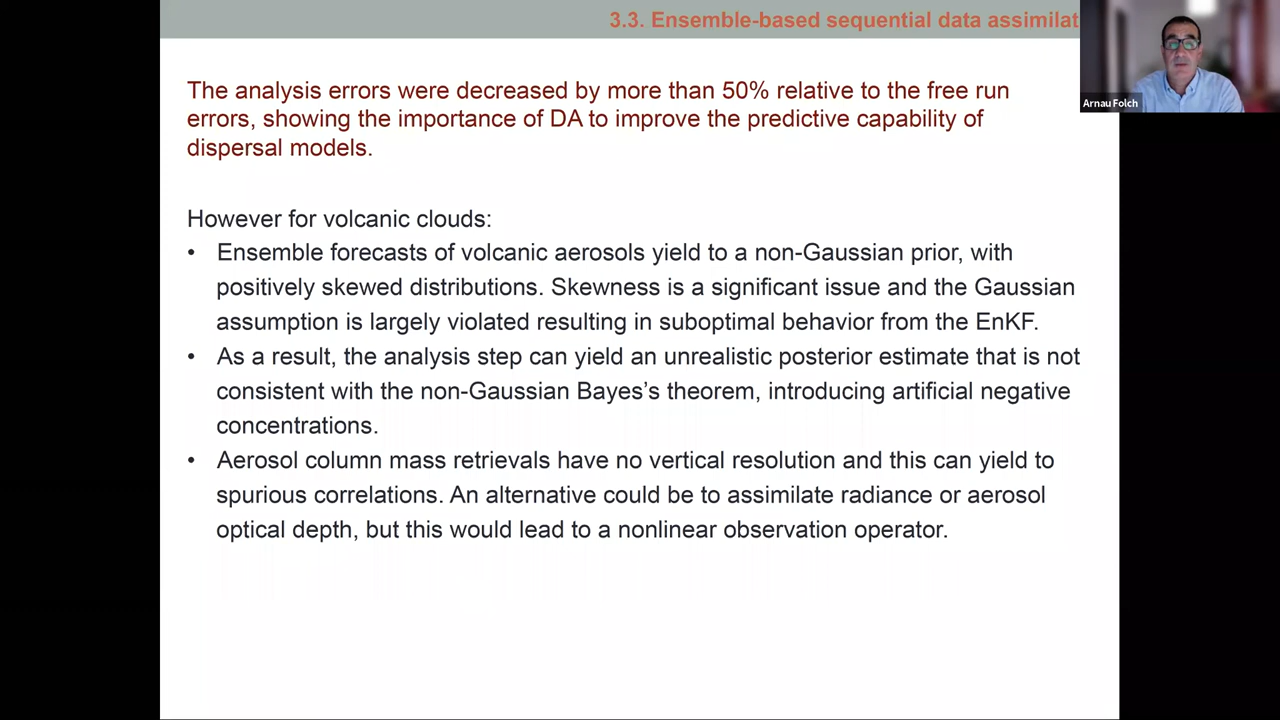 3.3. Ensemble-based sequential data assimilat
Arnau Folch
The analysis errors were decreased by more than 50% relative to the free run
errors, showing the importance of DA to improve the predictive capability of
dispersal models.
However for volcanic clouds:
• Ensemble forecasts of volcanic aerosols yield to a non-Gaussian prior, with
positively skewed distributions. Skewness is a significant issue and the Gaussian
assumption is largely violated resulting in suboptimal behavior from the EnKF.
• As a result, the analysis step can yield an unrealistic posterior estimate that is not
consistent with the non-Gaussian Bayes’s theorem, introducing artificial negative
concentrations.
• Aerosol column mass retrievals have no vertical resolution and this can yield to
spurious correlations. An alternative could be to assimilate radiance or aerosol
optical depth, but this would lead to a nonlinear observation operator.